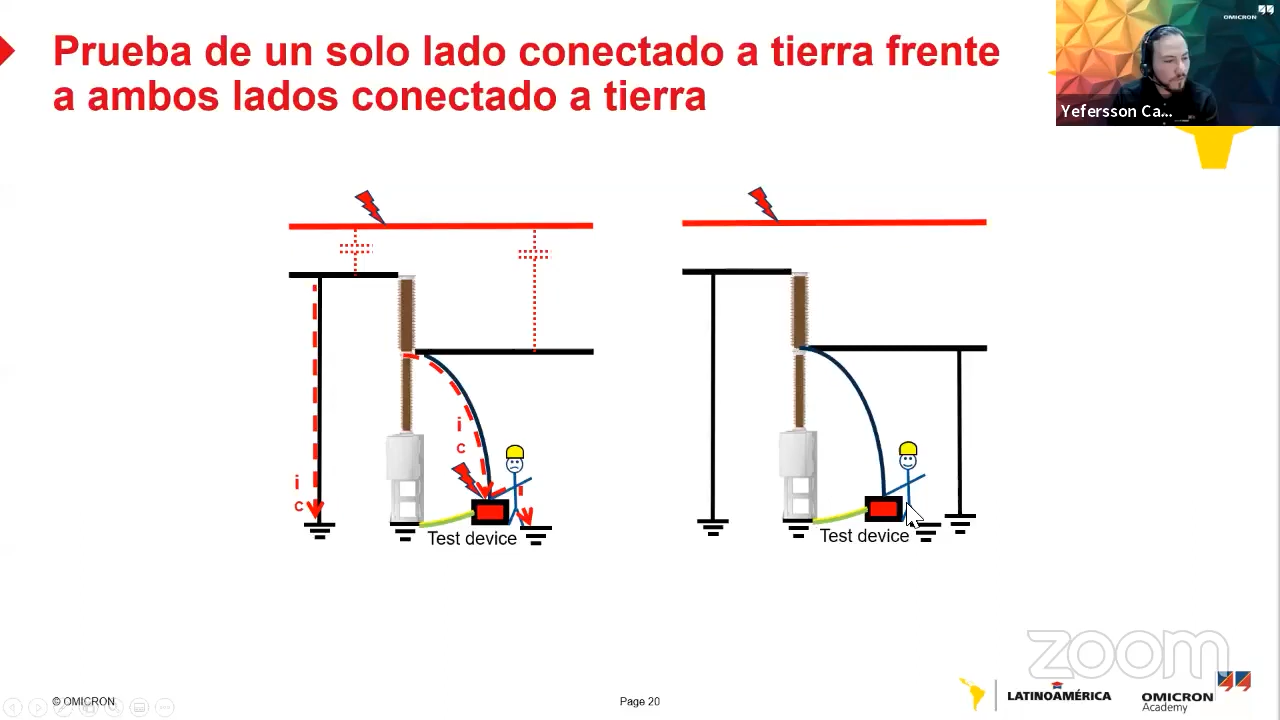 Prueba de un solo lado conectado a tierra frente
a ambos lados conectado a tierra
OMICRON
Yefersson Ca...
i
c
i
c
Test device
Test device
zoom
© OMICRON
Page 20
LATINOAMÉRICA
OMICRON
Academy